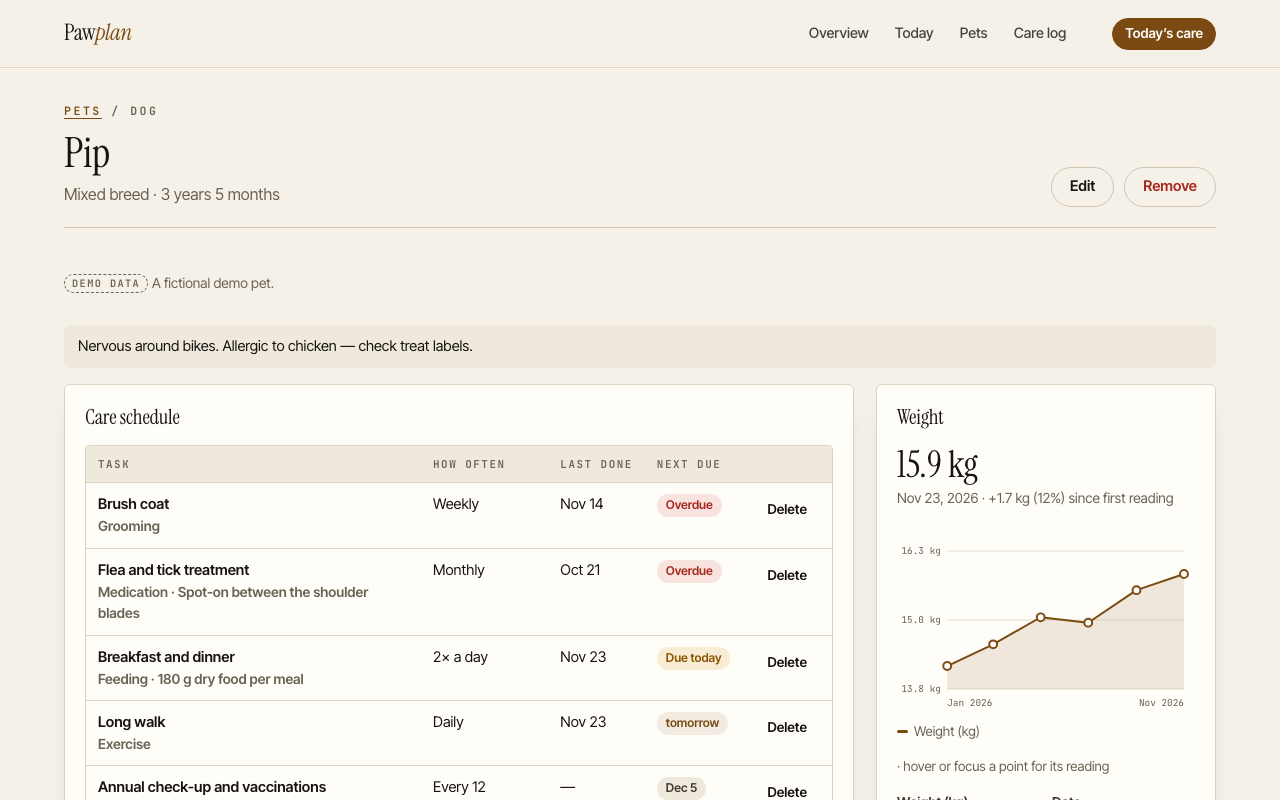 Pawplan
Overview Today Pets Care log Today's care
PETS / DOG
Pip
Mixed breed · 3 years 5 months
Edit Remove
DEMO DATA A fictional demo pet.
Nervous around bikes. Allergic to chicken — check treat labels.
Care schedule
TASK HOW OFTEN LAST DONE NEXT DUE
Brush coat Weekly Nov 14 Overdue Delete
Grooming
Flea and tick treatment Monthly Oct 21 Overdue Delete
Medication · Spot-on between the shoulder
blades
Breakfast and dinner 2× a day Nov 23 Due today Delete
Feeding · 180 g dry food per meal
Long walk Daily Nov 23 tomorrow Delete
Exercise
Annual check-up and vaccinations Every 12 — Dec 5 Delete
Weight
15.9 kg
Nov 23, 2026 · +1.7 kg (12%) since first reading
16.3 kg
15.0 kg
13.8 kg
Jan 2026 Nov 2026
Weight (kg)
· hover or focus a point for its reading
Weight (kg) Date